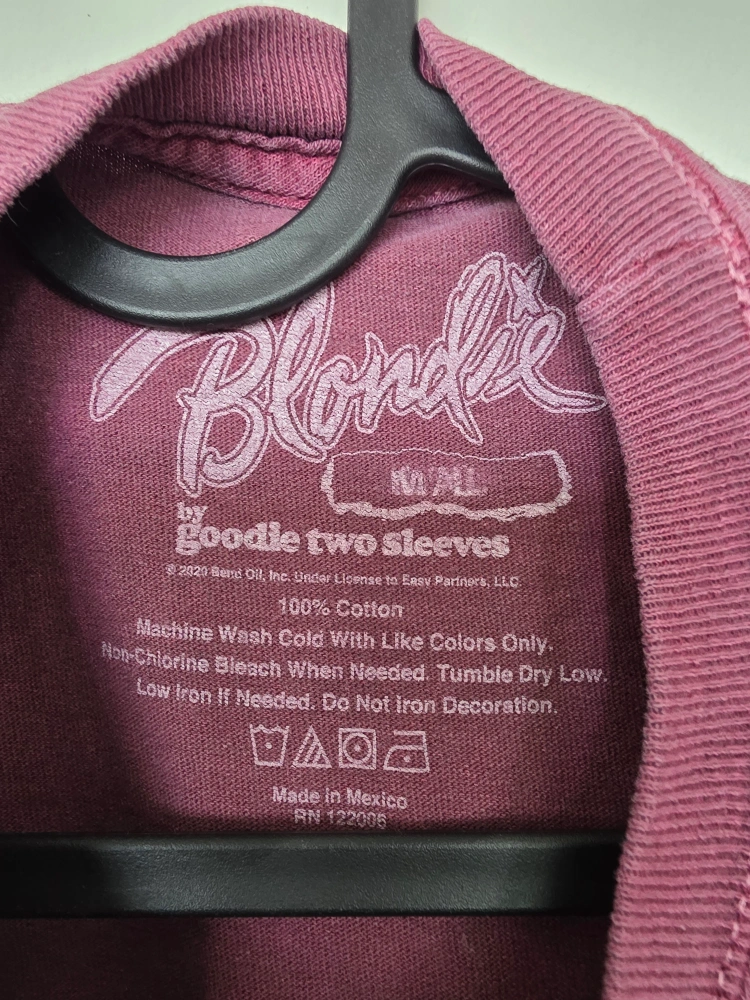 Blondie
by
goodie two sleeves
© 2020 Bend Oil, Inc. Under License to Easy Partners, LLC
100% Cotton
Machine Wash Cold With Like Colors Only.
Non-Chlorine Bleach When Needed. Tumble Dry Low.
Low Iron If Needed. Do Not Iron Decoration.
Made in Mexico
RN 122006